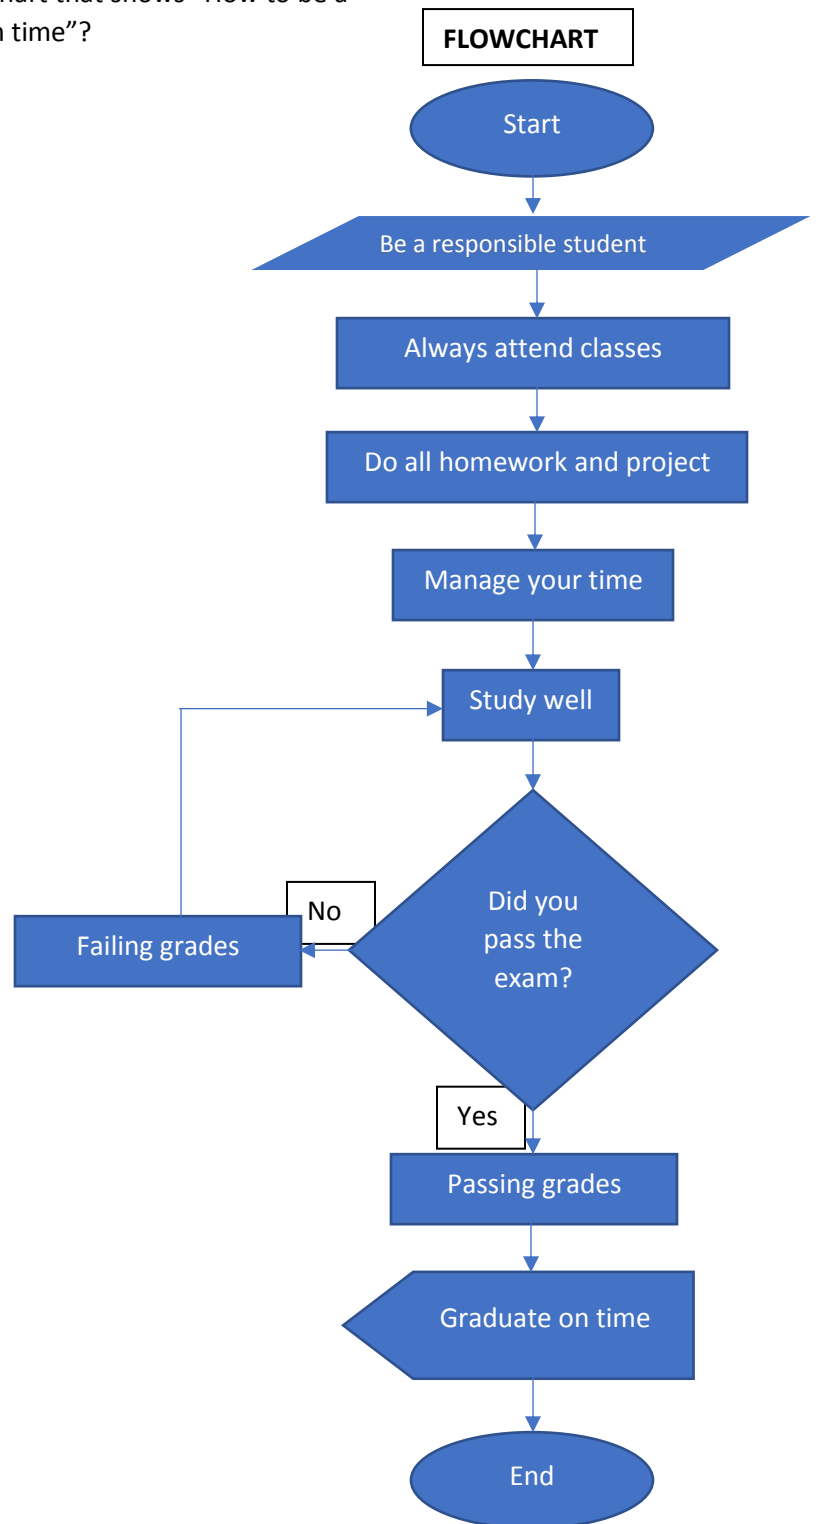 chart that shows "How to be a
time"?
FLOWCHART
Start
Be a responsible student
Always attend classes
Do all homework and project
Manage your time
Study well
Did you
pass the
exam?
No
Failing grades
Yes
Passing grades
Graduate on time
End